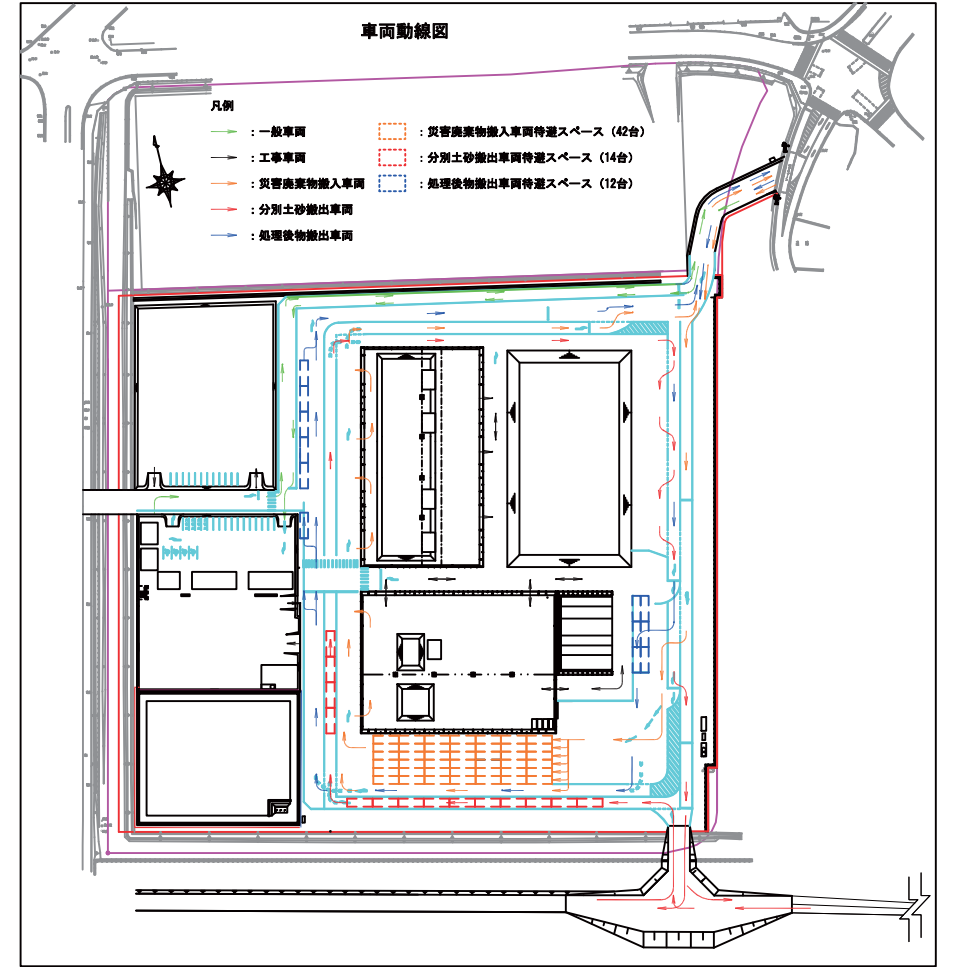 車両動線図
凡例
：一般車両
：工事車両
：災害廃棄物搬入車両
：分別土砂搬出車両
：処理後物搬出車両
：災害廃棄物搬入車両待避スペース（42台）
：分別土砂搬出車両待避スペース（14台）
：処理後物搬出車両待避スペース（12台）